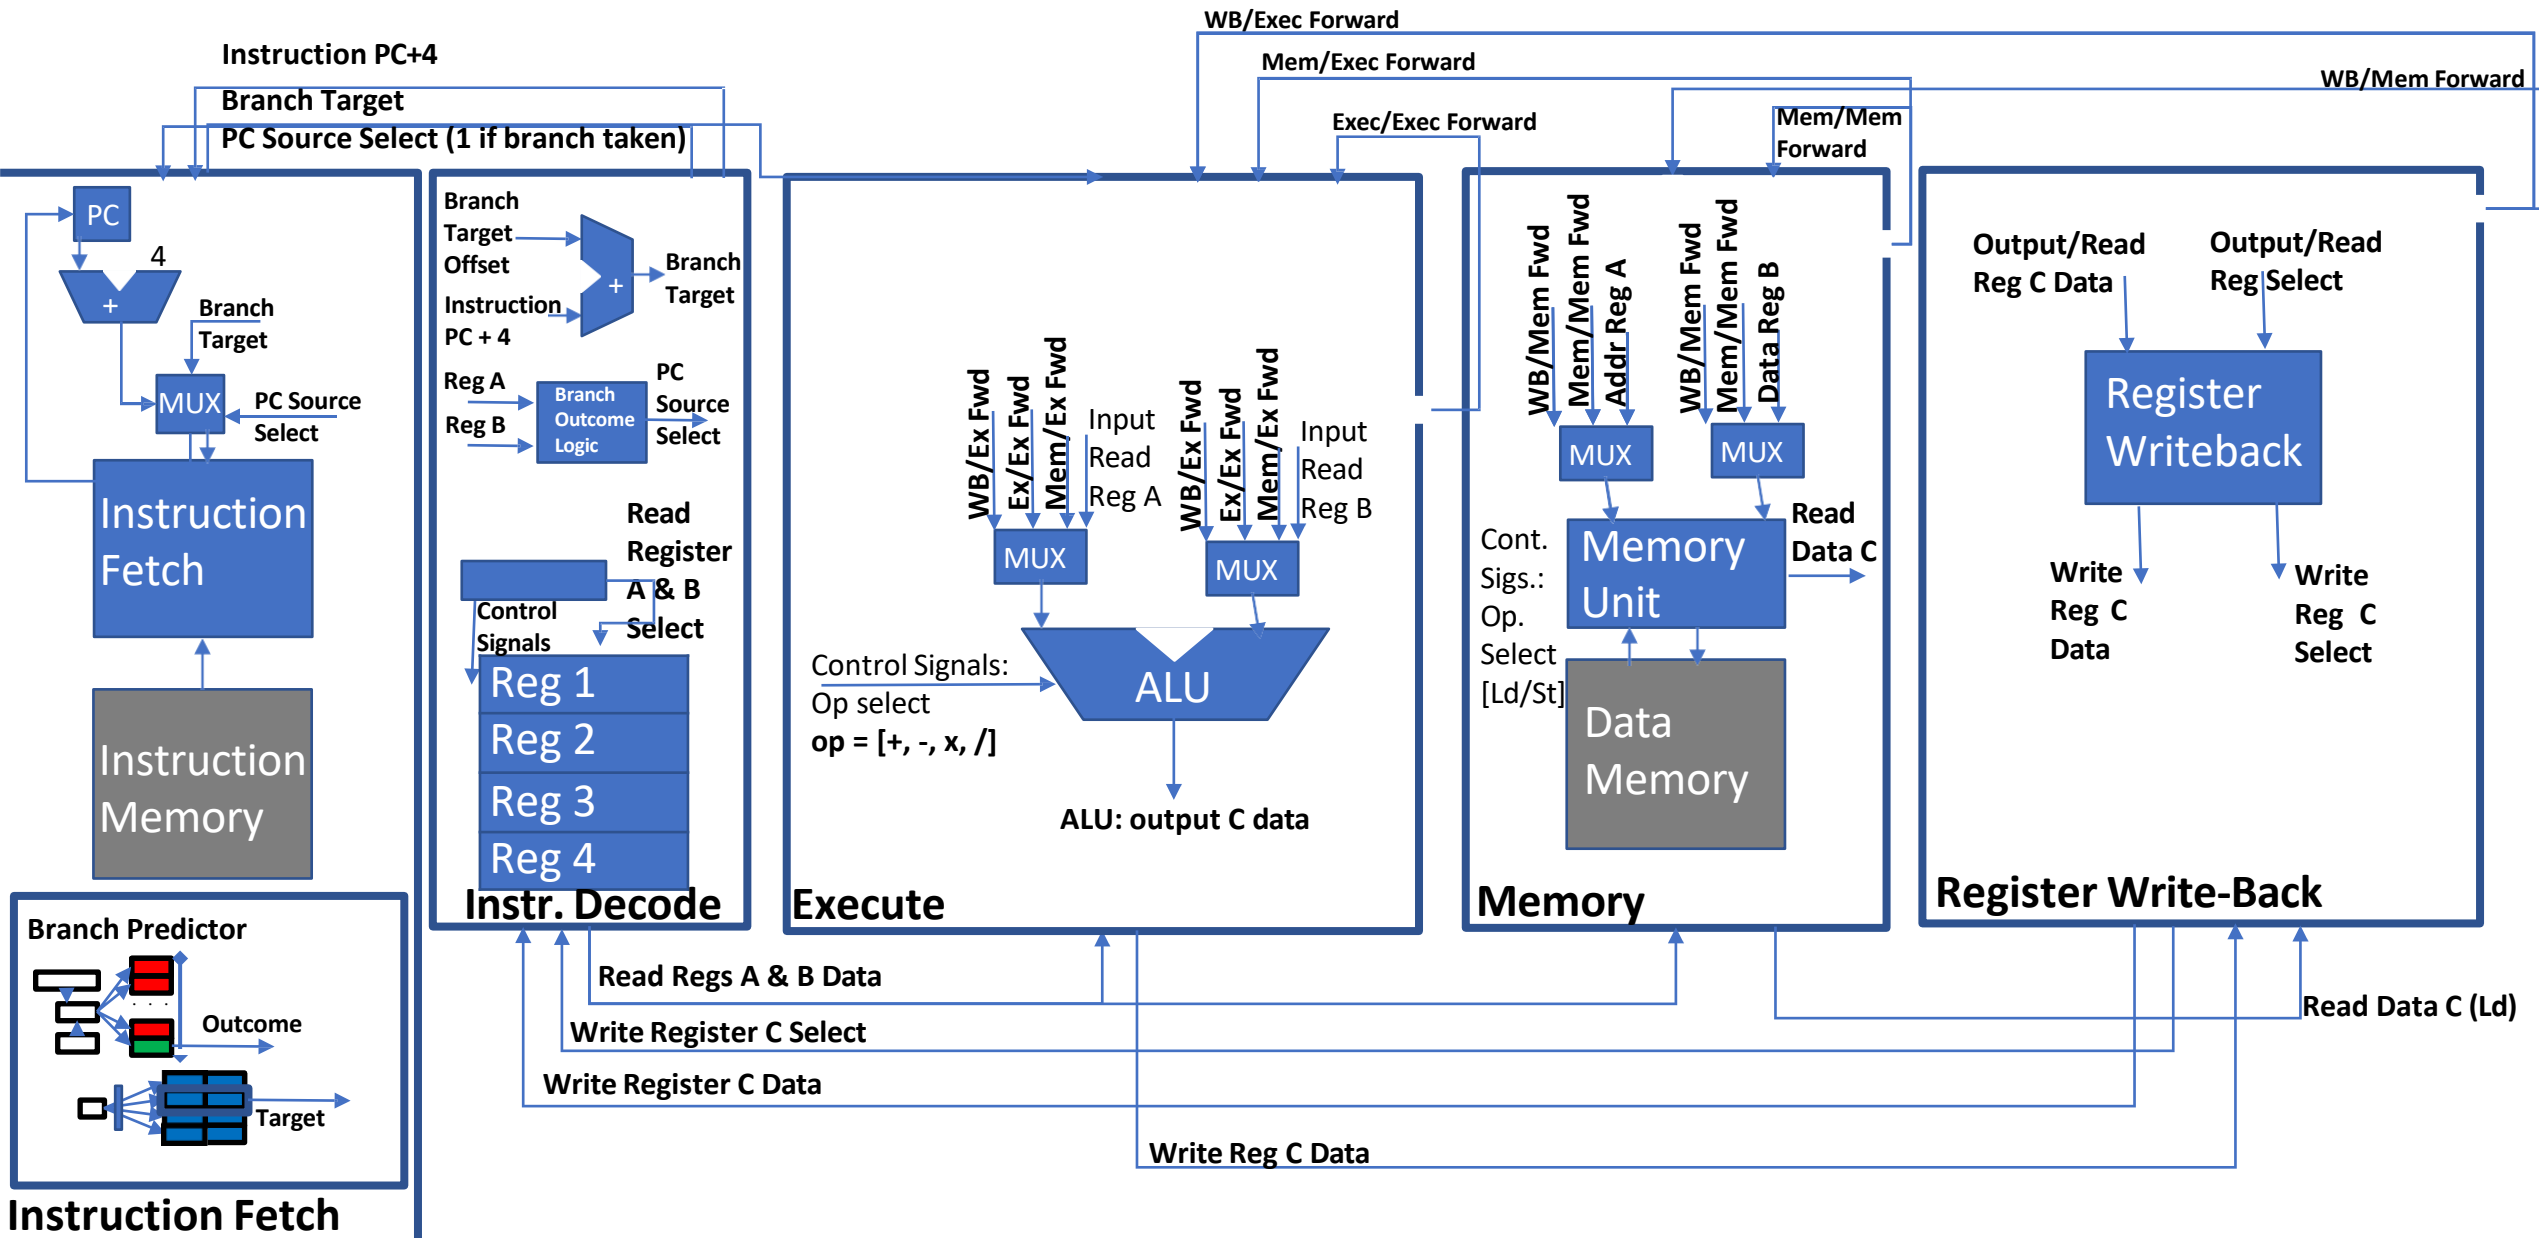 WB/Exec Forward
Instruction PC+4
Mem/Exec Forward
WB/Mem Forward
Branch Target
Exec/Exec Forward
Mem/Mem
Forward
PC Source Select (1 if branch taken)
PC
4
+
Branch
Target
MUX
PC Source
Select
Instruction
Fetch
Instruction
Memory
Branch Predictor
. . .
Outcome
Target
Instruction Fetch
Branch
Target
Offset
+
Branch
Target
Instruction
PC + 4
Reg A
Reg B
Branch
Outcome
Logic
PC
Source
Select
Read
Register
A & B
Select
Control
Signals
Reg 1
Reg 2
Reg 3
Reg 4
Instr. Decode
WB/Ex Fwd
Ex/Ex Fwd
Mem/Ex Fwd
Input
Read
Reg A
WB/Ex Fwd
Ex/Ex Fwd
Mem/Ex Fwd
Input
Read
Reg B
MUX
MUX
Control Signals:
Op select
op = [+, -, x, /]
ALU
ALU: output C data
Execute
WB/Mem Fwd
Mem/Mem Fwd
Addr Reg A
WB/Mem Fwd
Mem/Mem Fwd
Data Reg B
MUX
MUX
Cont.
Sigs.:
Op.
Select
[Ld/St]
Memory
Unit
Read
Data C
Data
Memory
Memory
Output/Read
Reg C Data
Output/Read
Reg Select
Register
Writeback
Write
Reg C
Data
Write
Reg C
Select
Register Write-Back
Read Regs A & B Data
Read Data C (Ld)
Write Register C Select
Write Register C Data
Write Reg C Data